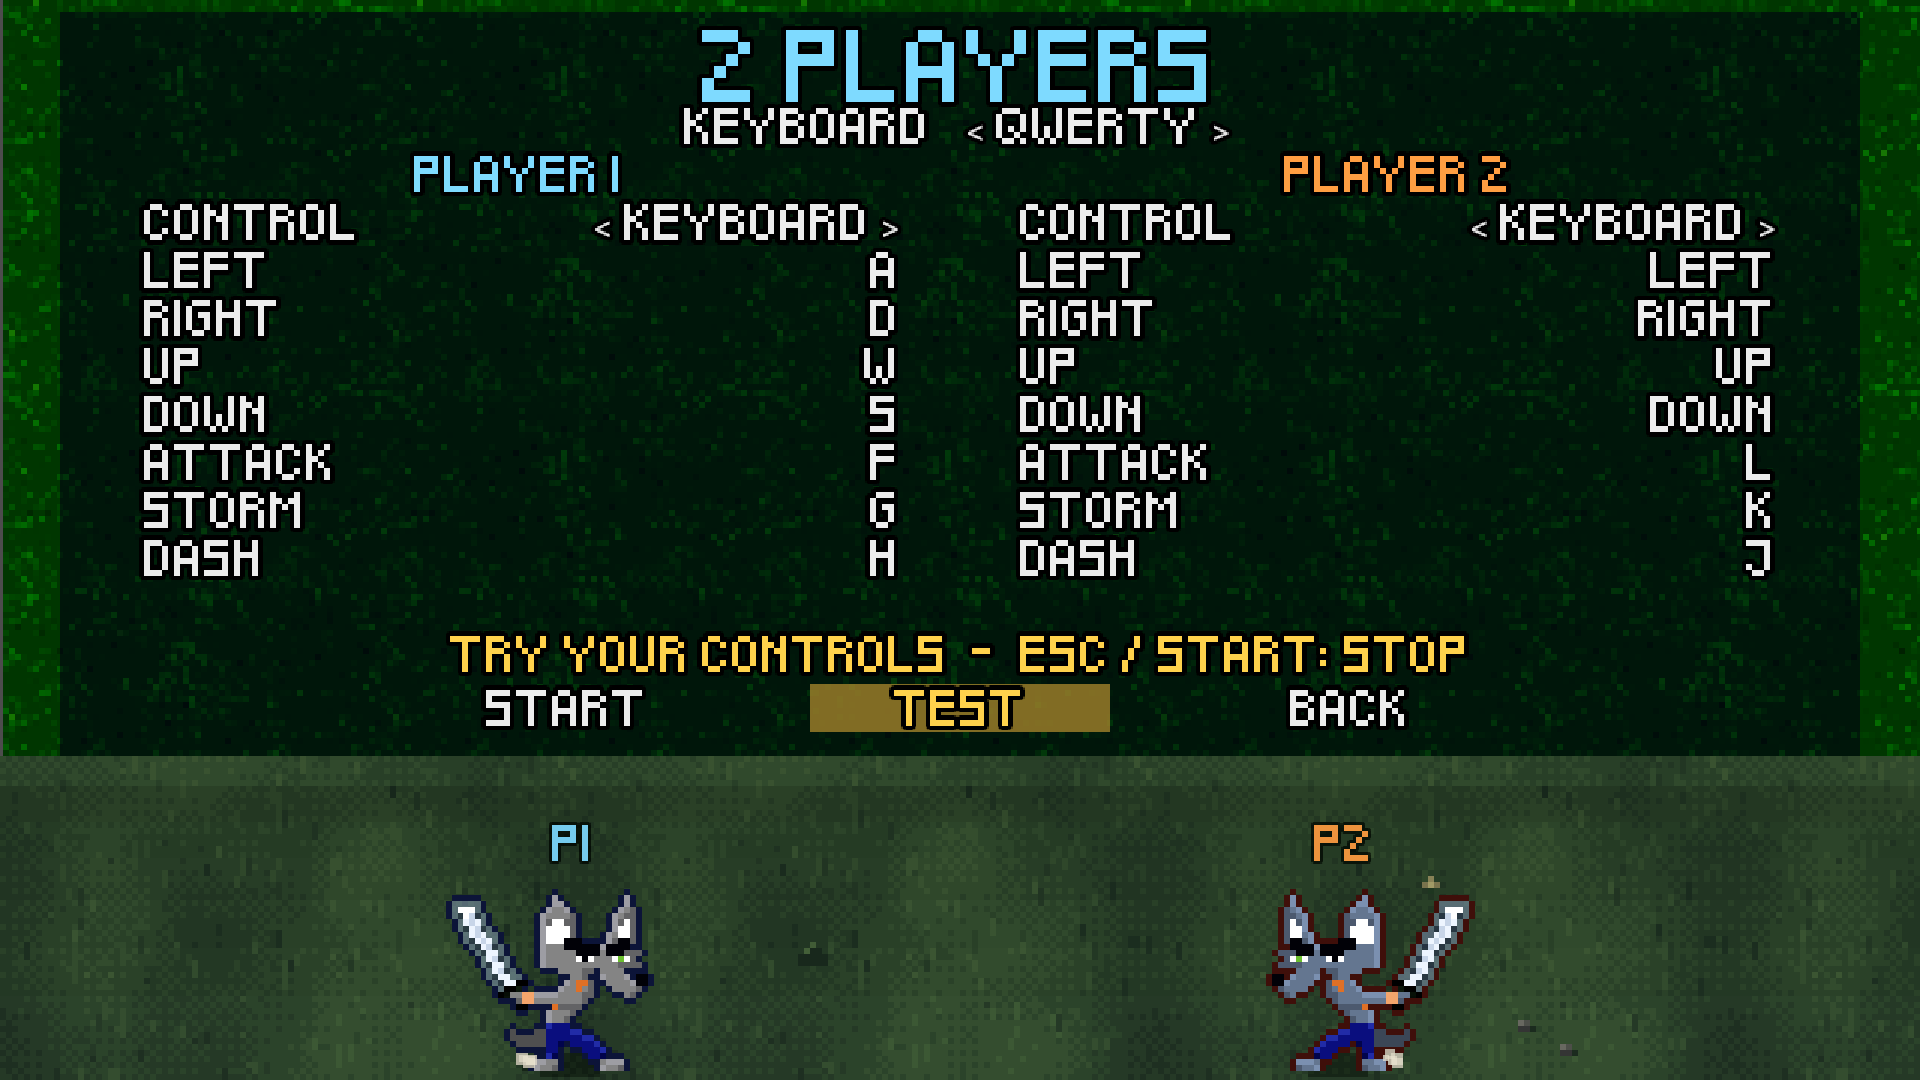 2 PLAYERS
KEYBOARD < QWERTY >
PLAYER 1 PLAYER 2
CONTROL < KEYBOARD > CONTROL < KEYBOARD >
LEFT A LEFT LEFT
RIGHT D RIGHT RIGHT
UP W UP UP
DOWN S DOWN DOWN
ATTACK F ATTACK L
STORM G STORM K
DASH H DASH J
TRY YOUR CONTROLS - ESC / START: STOP
START TEST BACK
P1 P2